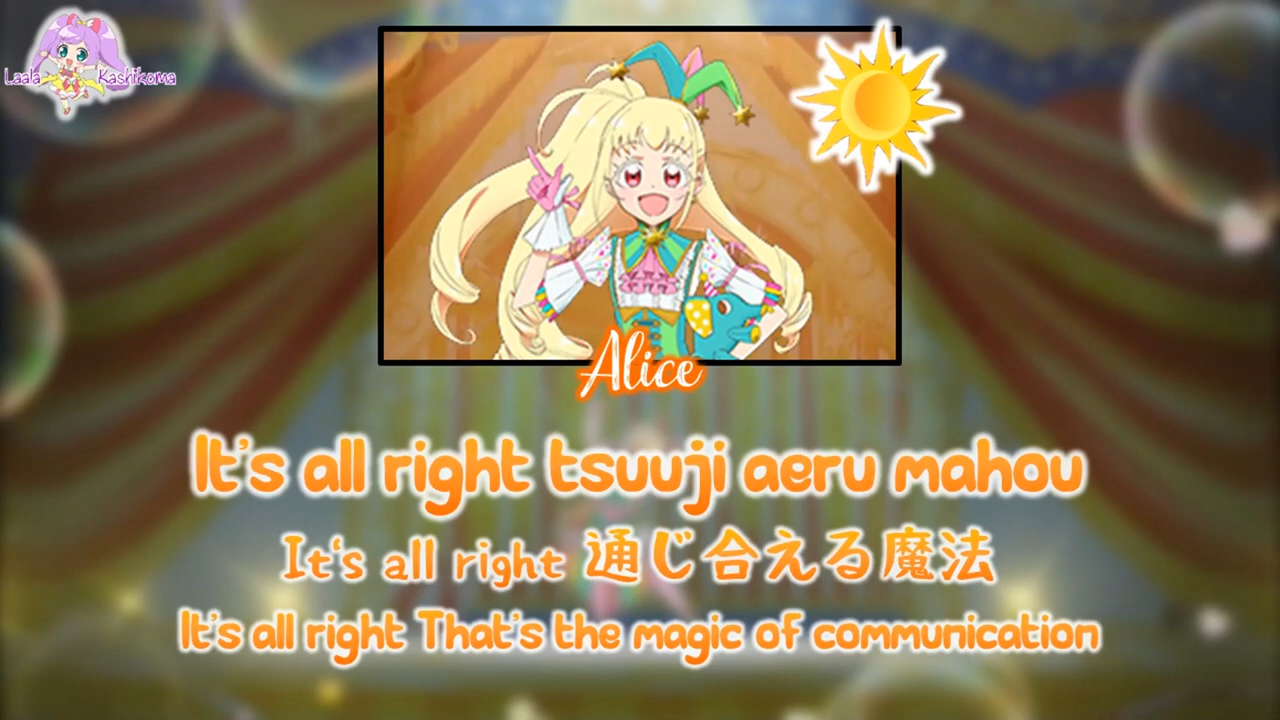 Laala Kashikoma
Alice
It's all right tsuuji aeru mahou
It's all right 通じ合える魔法
It's all right That's the magic of communication